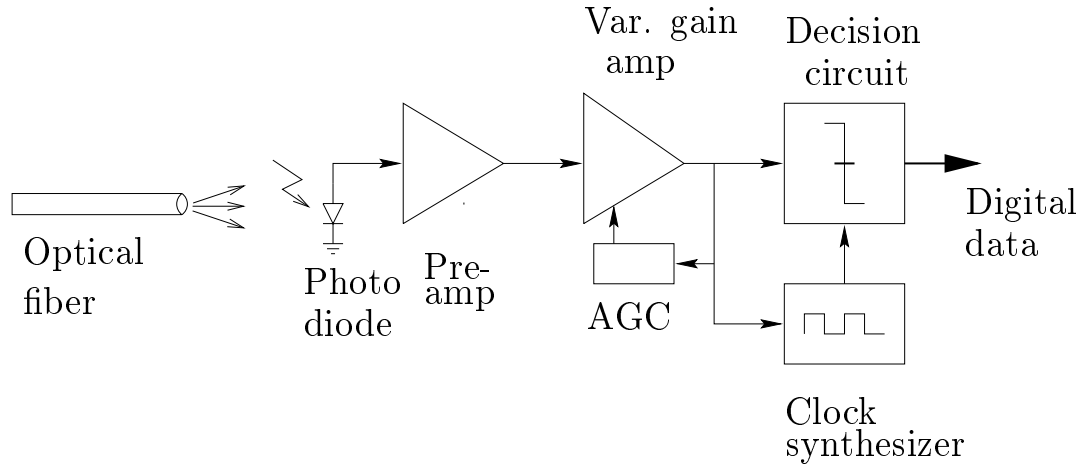 Var. gain
amp
Decision
circuit
Optical
fiber
Photo
diode
Pre-
amp
AGC
Digital
data
Clock
synthesizer